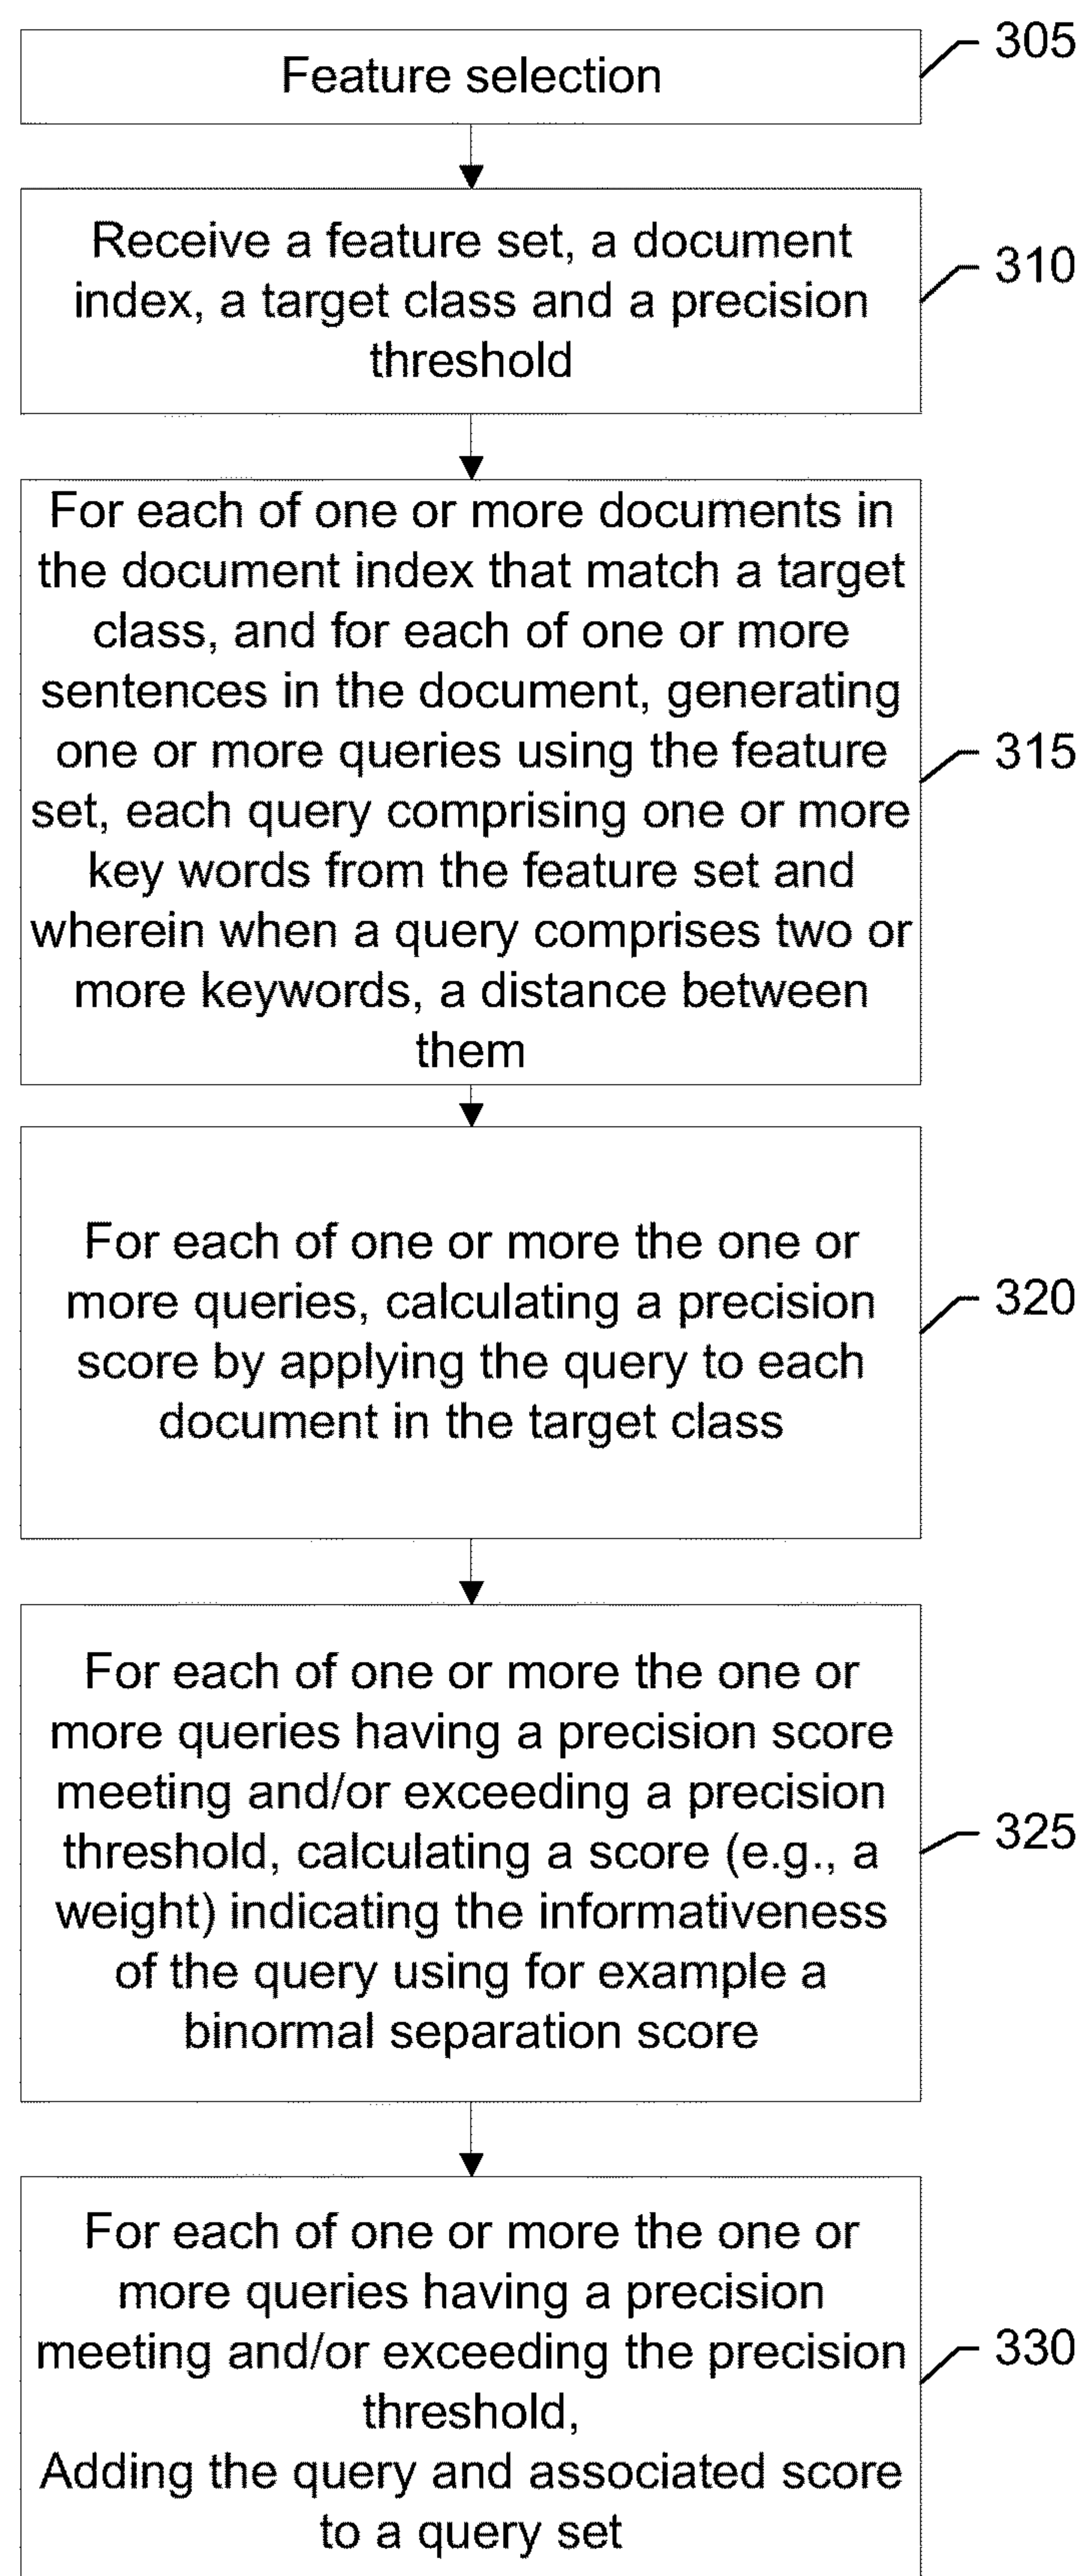 Feature selection
305
Receive a feature set, a document
index, a target class and a precision
threshold
310
For each of one or more documents in
the document index that match a target
class, and for each of one or more
sentences in the document, generating
one or more queries using the feature
set, each query comprising one or more
key words from the feature set and
wherein when a query comprises two or
more keywords, a distance between
them
315
For each of one or more the one or
more queries, calculating a precision
score by applying the query to each
document in the target class
320
For each of one or more the one or
more queries having a precision score
meeting and/or exceeding a precision
threshold, calculating a score (e.g., a
weight) indicating the informativeness
of the query using for example a
binormal separation score
325
For each of one or more the one or
more queries having a precision
meeting and/or exceeding the precision
threshold,
Adding the query and associated score
to a query set
330